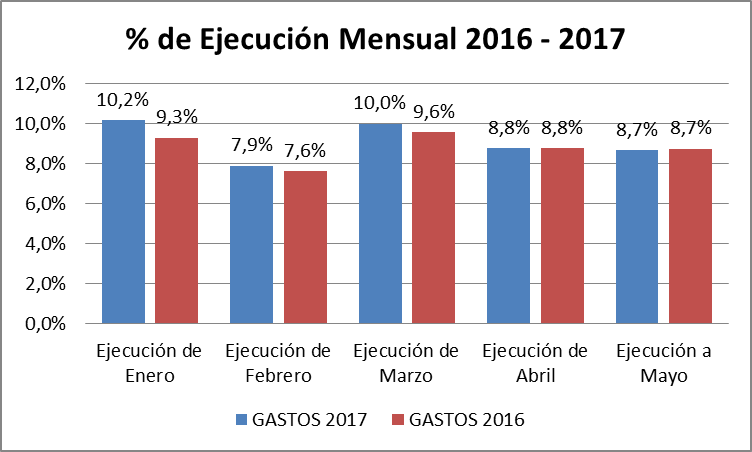 % de Ejecución Mensual 2016 - 2017
12,0%
10,0%
8,0%
6,0%
4,0%
2,0%
0,0%
10,2%
9,3%
7,9%
7,6%
10,0%
9,6%
8,8%
8,8%
8,7%
8,7%
Ejecución de
Enero
Ejecución de
Febrero
Ejecución de
Marzo
Ejecución de
Abril
Ejecución a
Mayo
GASTOS 2017
GASTOS 2016